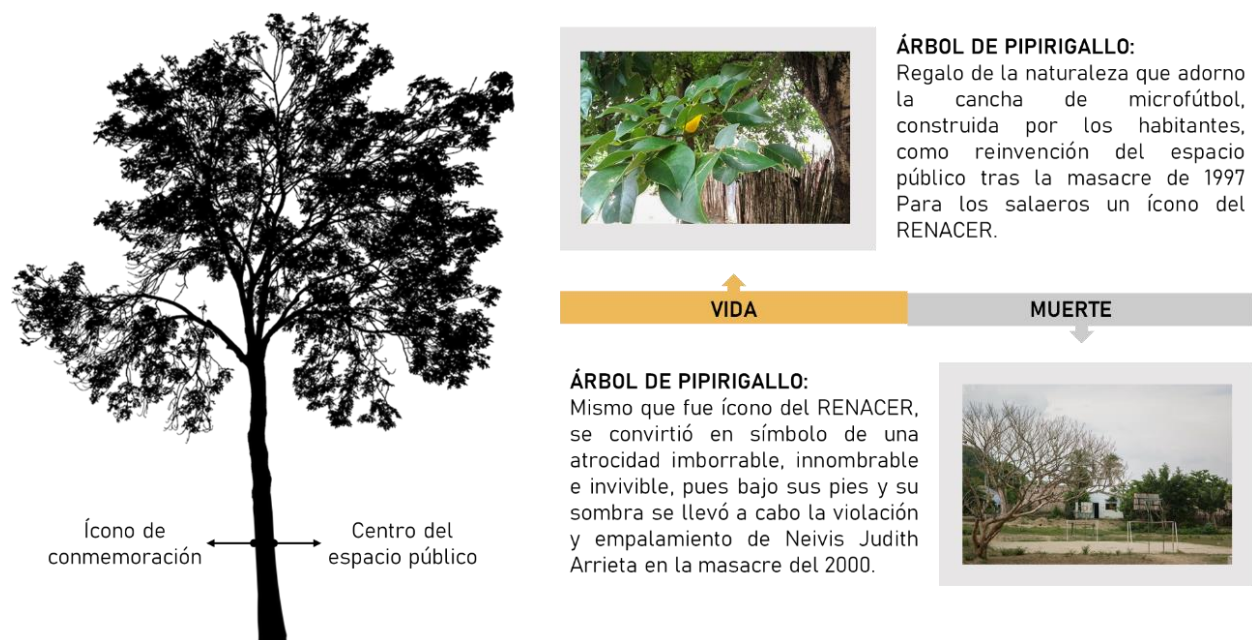 ÁRBOL DE PIPIRIGALLO:
Regalo de la naturaleza que adorno
la cancha de microfútbol,
construida por los habitantes,
como reinvención del espacio
público tras la masacre de 1997
Para los salaeros un ícono del
RENACER.
VIDA
MUERTE
ÁRBOL DE PIPIRIGALLO:
Mismo que fue ícono del RENACER,
se convirtió en símbolo de una
atrocidad imborrable, innombrable
e invivible, pues bajo sus pies y su
sombra se llevó a cabo la violación
y empalamiento de Neivis Judith
Arrieta en la masacre del 2000.
Ícono de
conmemoración
Centro del
espacio público